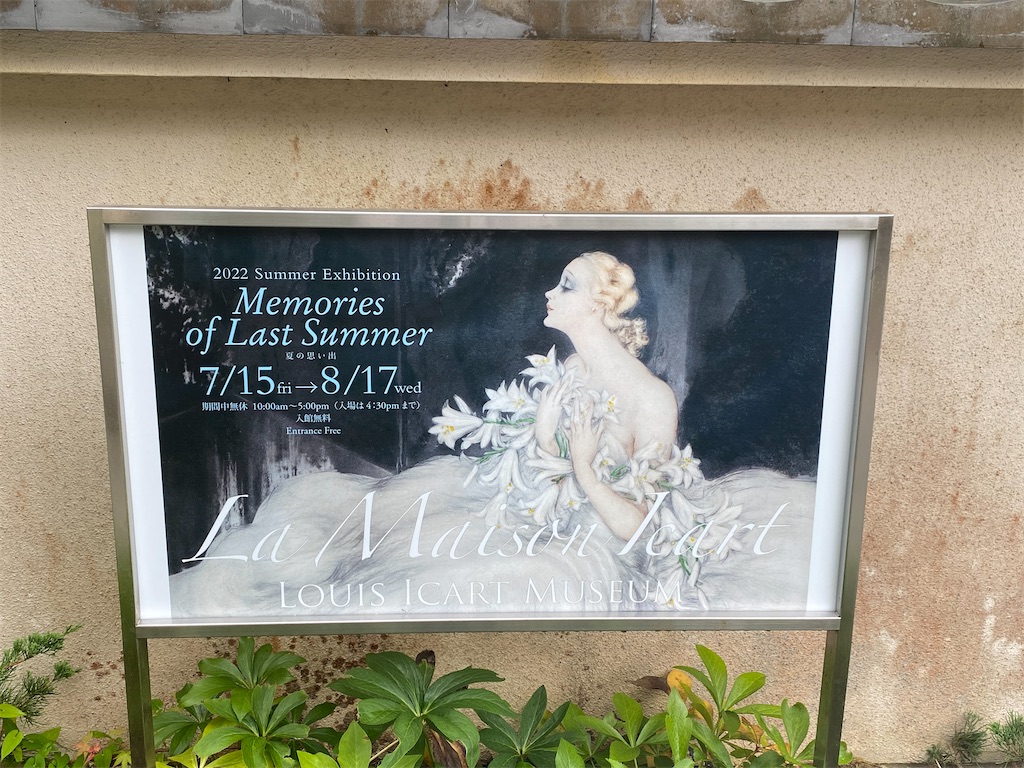 2022 Summer Exhibition
Memories
of Last Summer
夏の思い出
7/15fri→8/17wed
期間中無休 10:00am～5:00pm（入場は4:30pmまで）
入館無料
Entrance Free
La Maison Icart
LOUIS ICART MUSEUM